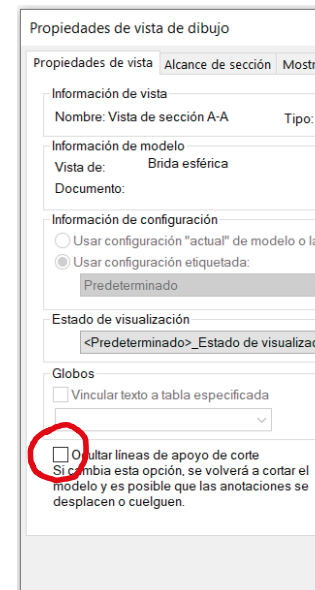 Propiedades de vista de dibujo
Propiedades de vista Alcance de sección Mostr
Información de vista
Nombre: Vista de sección A-A Tipo:
Información de modelo
Vista de: Brida esférica
Documento:
Información de configuración
Usar configuración "actual" de modelo o la
Usar configuración etiquetada:
Predeterminado
Estado de visualización
<Predeterminado>_Estado de visualizac
Globos
Vincular texto a tabla especificada
Ocultar líneas de apoyo de corte
Si cambia esta opción, se volverá a cortar el
modelo y es posible que las anotaciones se
desplacen o cuelguen.